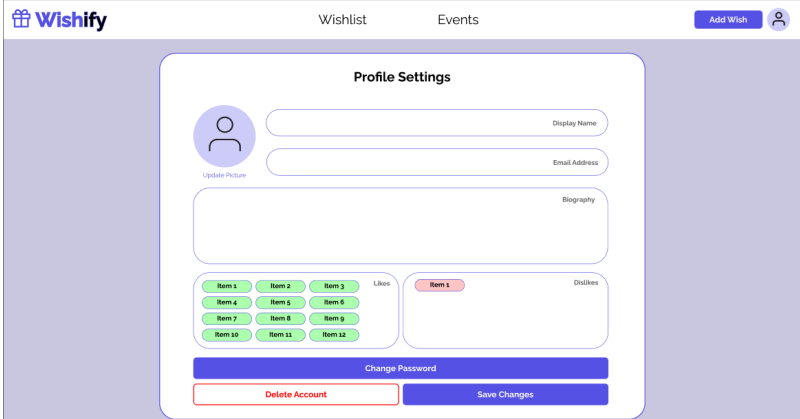 Wishify
Wishlist
Events
Add Wish
Profile Settings
Display Name
Email Address
Update Picture
Biography
Likes
Item 1 Item 2 Item 3
Item 4 Item 5 Item 6
Item 7 Item 8 Item 9
Item 10 Item 11 Item 12
Dislikes
Item 1
Change Password
Delete Account
Save Changes